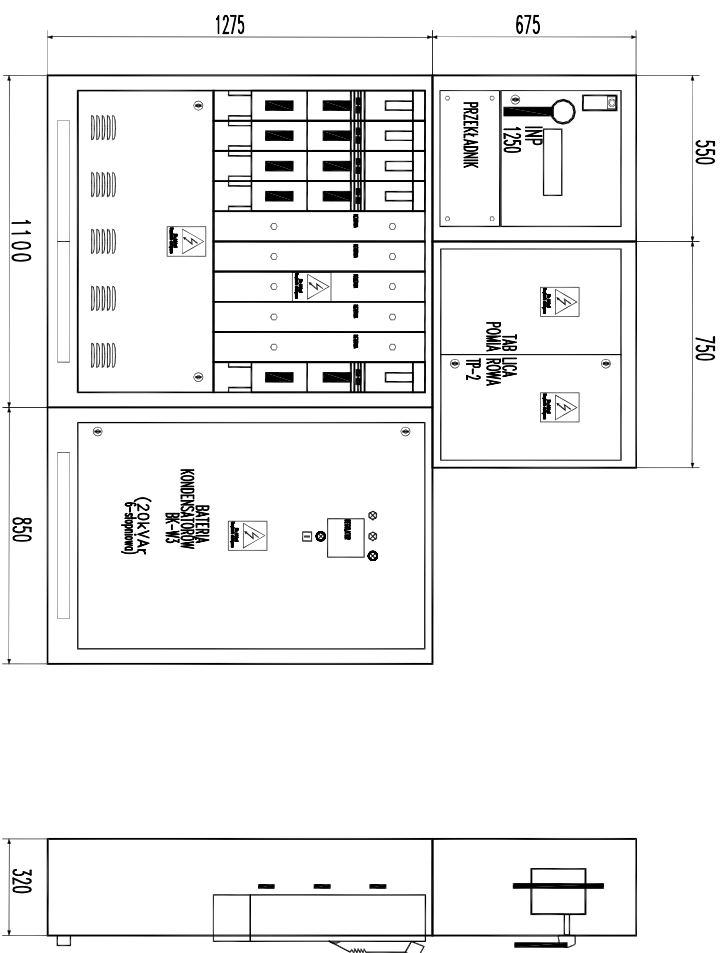 1275
675
550
750
1100
850
320
PRZEKŁADNIK
INP
1250
TAB LICA
POMIA ROWA
TP-2
BATERIA
KONDENSATORÓW
BK-W3
(20kVAr
6-stopniowa)
REGULATOR